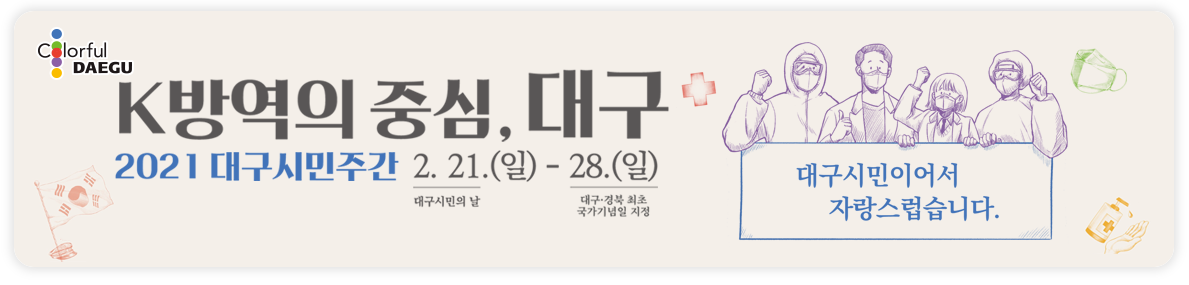 Colorful
DAEGU
K방역의 중심, 대구
2021 대구시민주간 2. 21.(일) - 28.(일)
대구시민의 날
대구·경북 최초
국가기념일 지정
대구시민이어서
자랑스럽습니다.